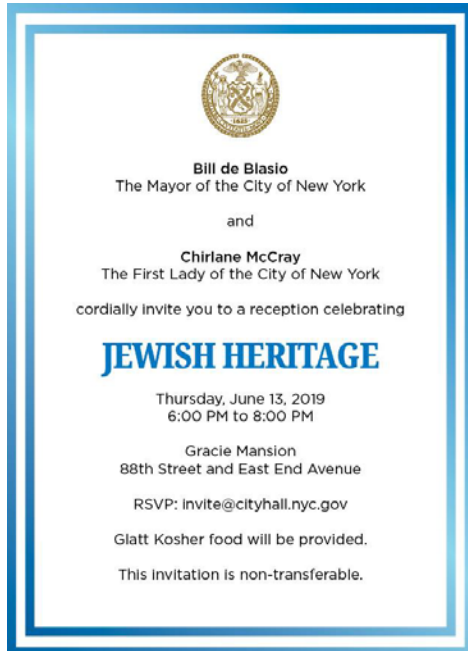 Bill de Blasio
The Mayor of the City of New York
and
Chirlane McCray
The First Lady of the City of New York
cordially invite you to a reception celebrating
JEWISH HERITAGE
Thursday, June 13, 2019
6:00 PM to 8:00 PM
Gracie Mansion
88th Street and East End Avenue
RSVP: invite@cityhall.nyc.gov
Glatt Kosher food will be provided.
This invitation is non-transferable.